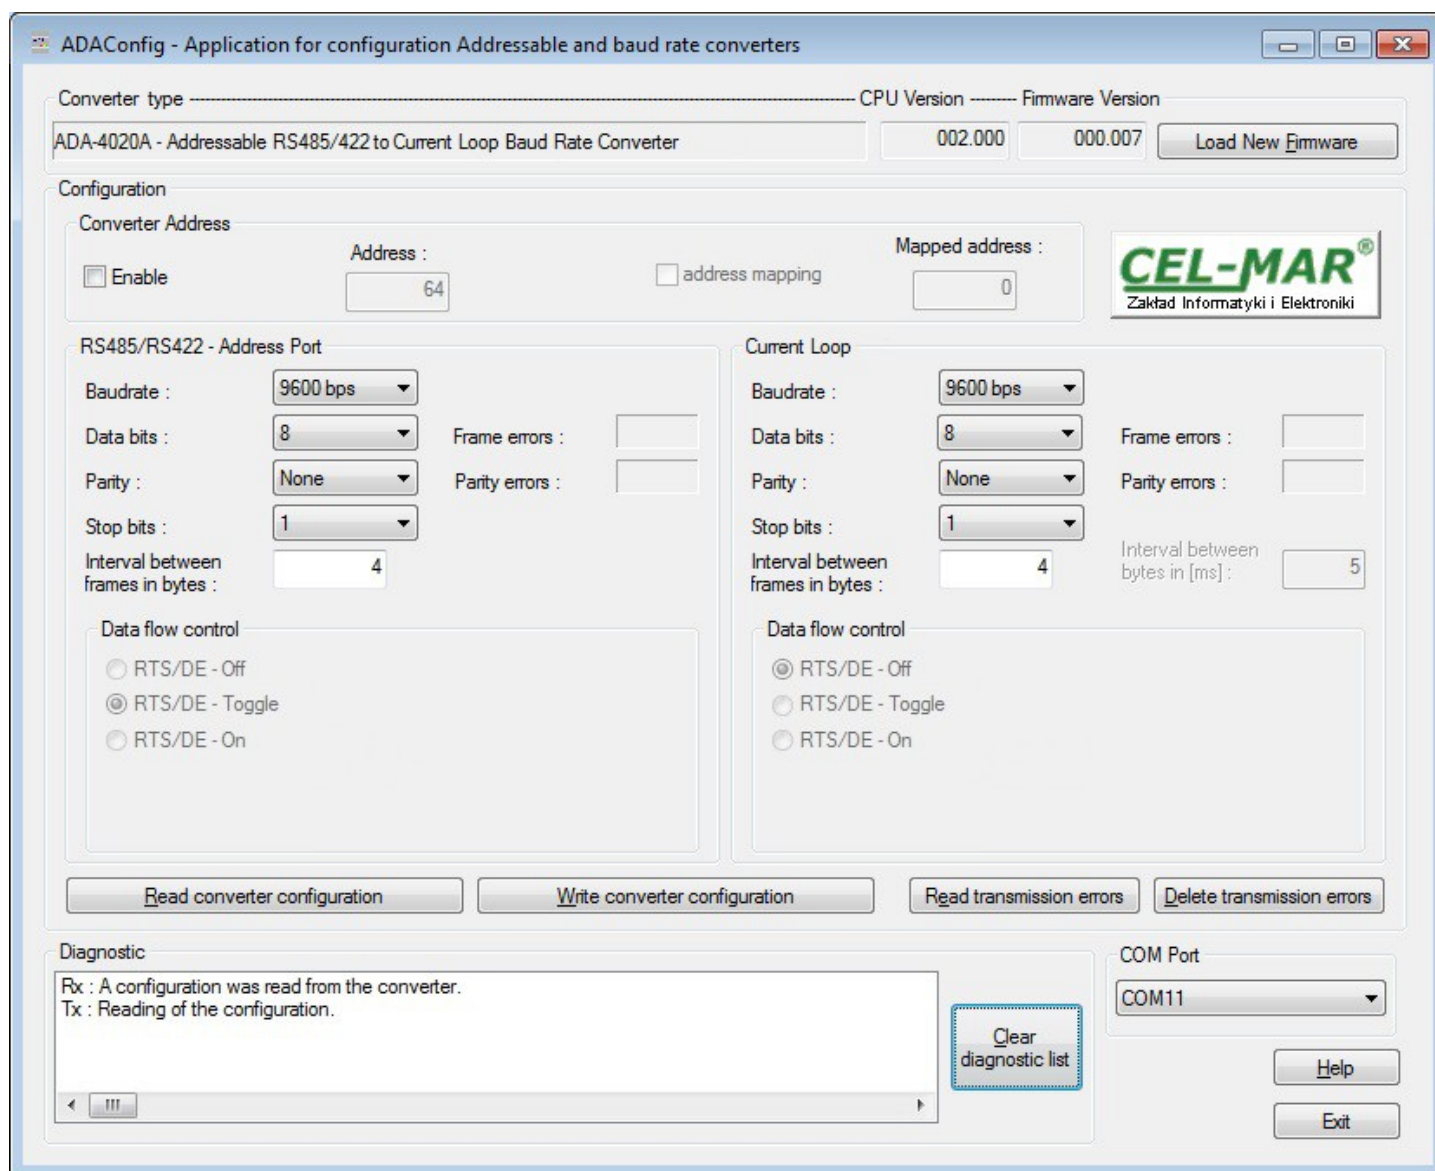 ADAConfig - Application for configuration Addressable and baud rate converters
Converter type CPU Version Firmware Version
ADA-4020A - Addressable RS485/422 to Current Loop Baud Rate Converter 002.000 000.007 Load New Firmware
Configuration
Converter Address
Enable Address : 64 address mapping Mapped address : 0
CEL-MAR®
Zakład Informatyki i Elektroniki
RS485/RS422 - Address Port
Baudrate : 9600 bps
Data bits : 8 Frame errors :
Parity : None Parity errors :
Stop bits : 1
Interval between
frames in bytes : 4
Data flow control
RTS/DE - Off
RTS/DE - Toggle
RTS/DE - On
Current Loop
Baudrate : 9600 bps
Data bits : 8 Frame errors :
Parity : None Parity errors :
Stop bits : 1
Interval between
frames in bytes : 4
Interval between
bytes in [ms] : 5
Data flow control
RTS/DE - Off
RTS/DE - Toggle
RTS/DE - On
Read converter configuration Write converter configuration Read transmission errors Delete transmission errors
Diagnostic
Rx : A configuration was read from the converter.
Tx : Reading of the configuration.
Clear
diagnostic list
COM Port
COM11
Help
Exit